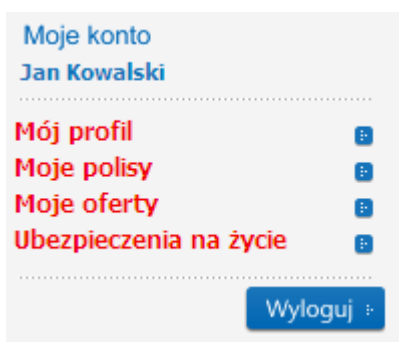 Moje konto
Jan Kowalski
Mój profil
Moje polisy
Moje oferty
Ubezpieczenia na życie
Wyloguj